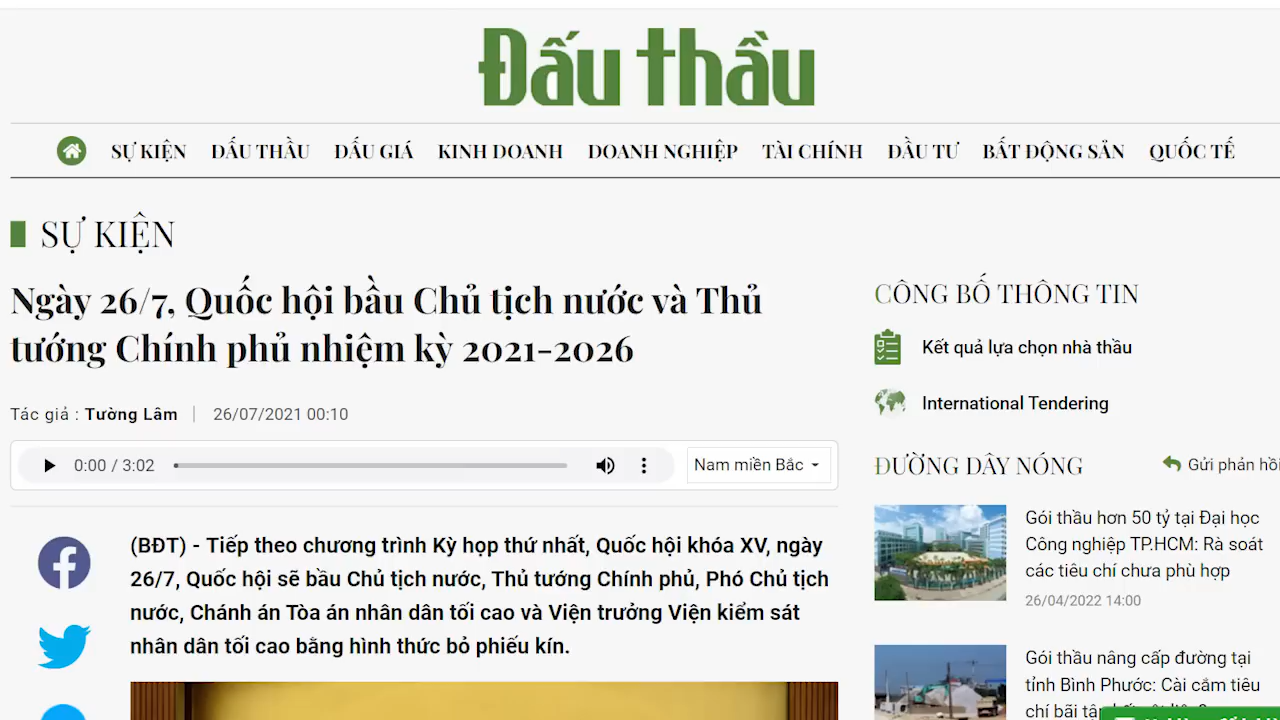 Đấu thầu
SỰ KIỆN ĐẤU THẦU ĐẤU GIÁ KINH DOANH DOANH NGHIỆP TÀI CHÍNH ĐẦU TƯ BẤT ĐỘNG SẢN QUỐC TẾ
SỰ KIỆN
Ngày 26/7, Quốc hội bầu Chủ tịch nước và Thủ
tướng Chính phủ nhiệm kỳ 2021-2026
Tác giả : Tường Lâm | 26/07/2021 00:10
0:00 / 3:02 Nam miền Bắc
(BĐT) - Tiếp theo chương trình Kỳ họp thứ nhất, Quốc hội khóa XV, ngày
26/7, Quốc hội sẽ bầu Chủ tịch nước, Thủ tướng Chính phủ, Phó Chủ tịch
nước, Chánh án Tòa án nhân dân tối cao và Viện trưởng Viện kiểm sát
nhân dân tối cao bằng hình thức bỏ phiếu kín.
CÔNG BỐ THÔNG TIN
Kết quả lựa chọn nhà thầu
International Tendering
ĐƯỜNG DÂY NÓNG Gửi phản hồi
Gói thầu hơn 50 tỷ tại Đại học
Công nghiệp TP.HCM: Rà soát
các tiêu chí chưa phù hợp
26/04/2022 14:00
Gói thầu nâng cấp đường tại
tỉnh Bình Phước: Cài cắm tiêu
chí bãi